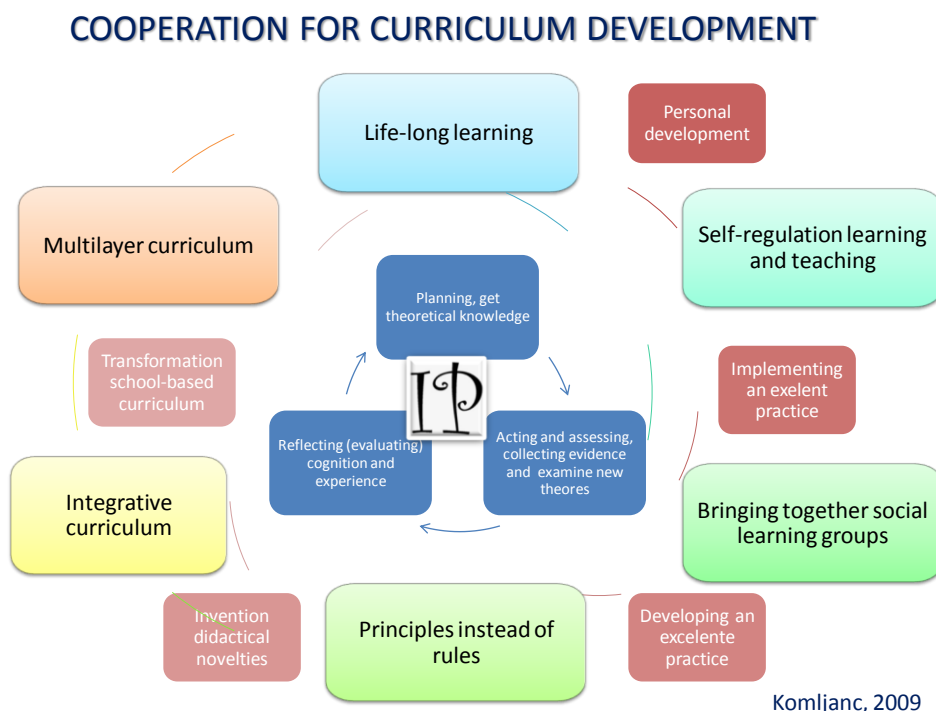 COOPERATION FOR CURRICULUM DEVELOPMENT
Life-long learning
Personal
development
Multilayer curriculum
Self-regulation learning
and teaching
Planning, get
theoretical knowledge
Transformation
school-based
curriculum
IP
Implementing
an exelent
practice
Reflecting (evaluating)
cognition and
experience
Acting and assessing,
collecting evidence
and examine new
theores
Integrative
curriculum
Bringing together social
learning groups
Invention
didactical
novelties
Principles instead of
rules
Developing an
excelente
practice
Komljanc, 2009